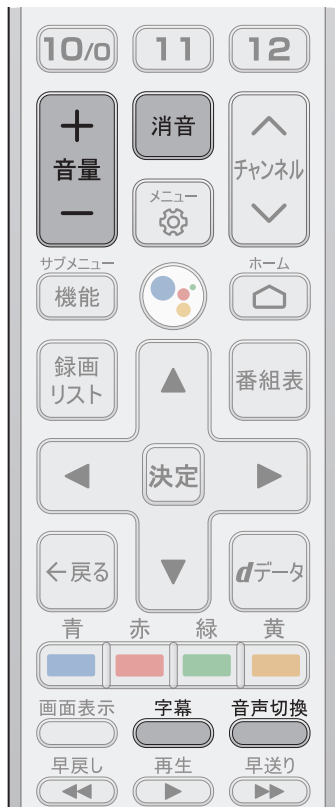 10/0 11 12
+ 消音
音量 チャンネル
− メニュー
サブメニュー ホーム
機能
録画
リスト 番組表
決定
←戻る dデータ
青 赤 緑 黄
画面表示 字幕 音声切換
早戻し 再生 早送り